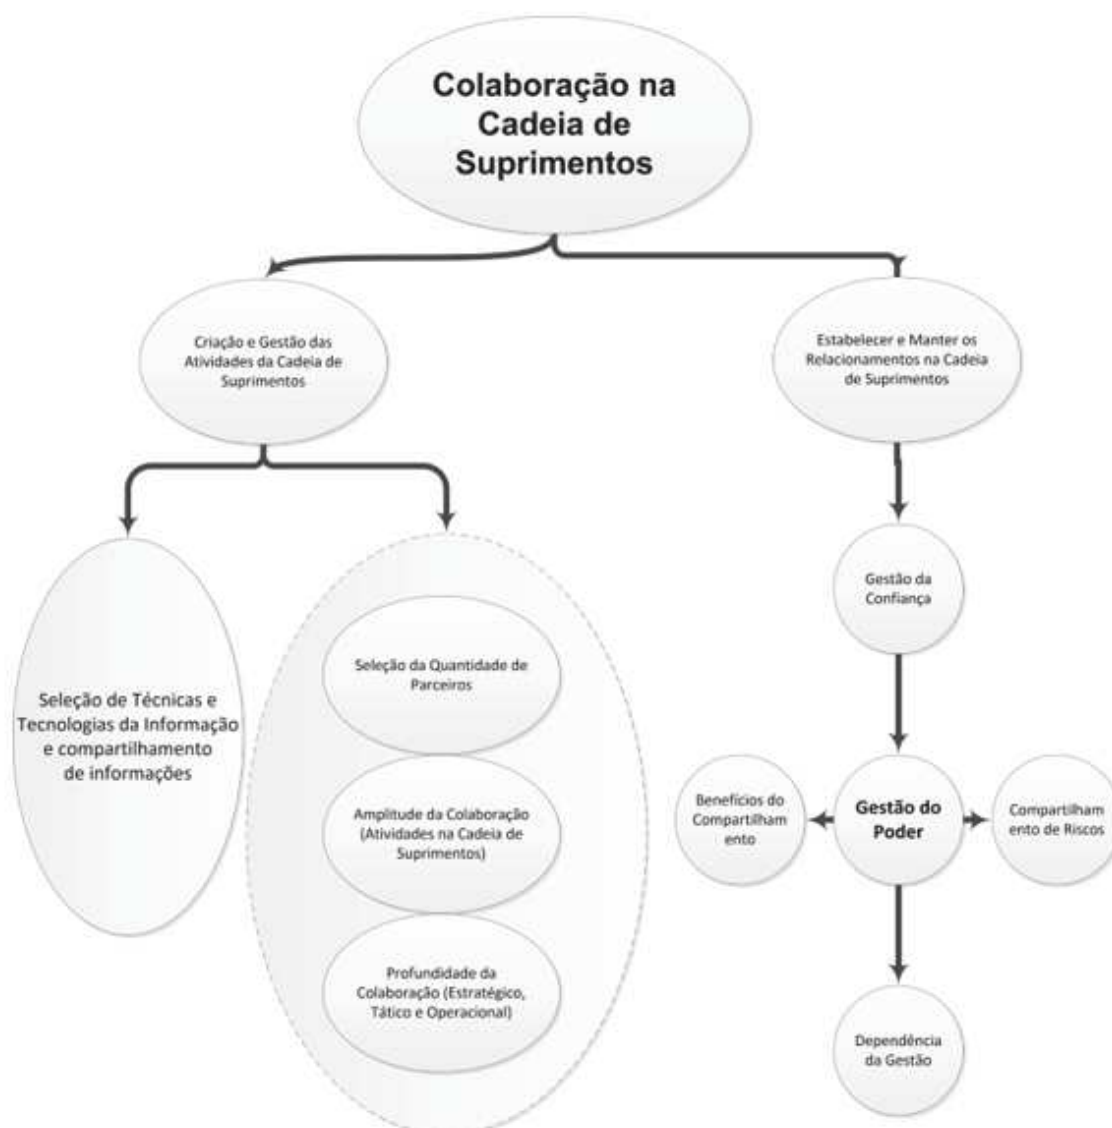 Colaboração na
Cadeia de
Suprimentos
Criação e Gestão das
Atividades da Cadeia de
Suprimentos
Estabelecer e Manter os
Relacionamentos na Cadeia
de Suprimentos
Seleção de Técnicas e
Tecnologias da Informação
e compartilhamento
de informações
Seleção da Quantidade de
Parceiros
Amplitude da Colaboração
(Atividades na Cadeia de
Suprimentos)
Profundidade da
Colaboração (Estratégico,
Tático e Operacional)
Gestão da
Confiança
Benefícios do
Compartilham
ento
Gestão do
Poder
Compartilham
ento de Riscos
Dependência
da Gestão